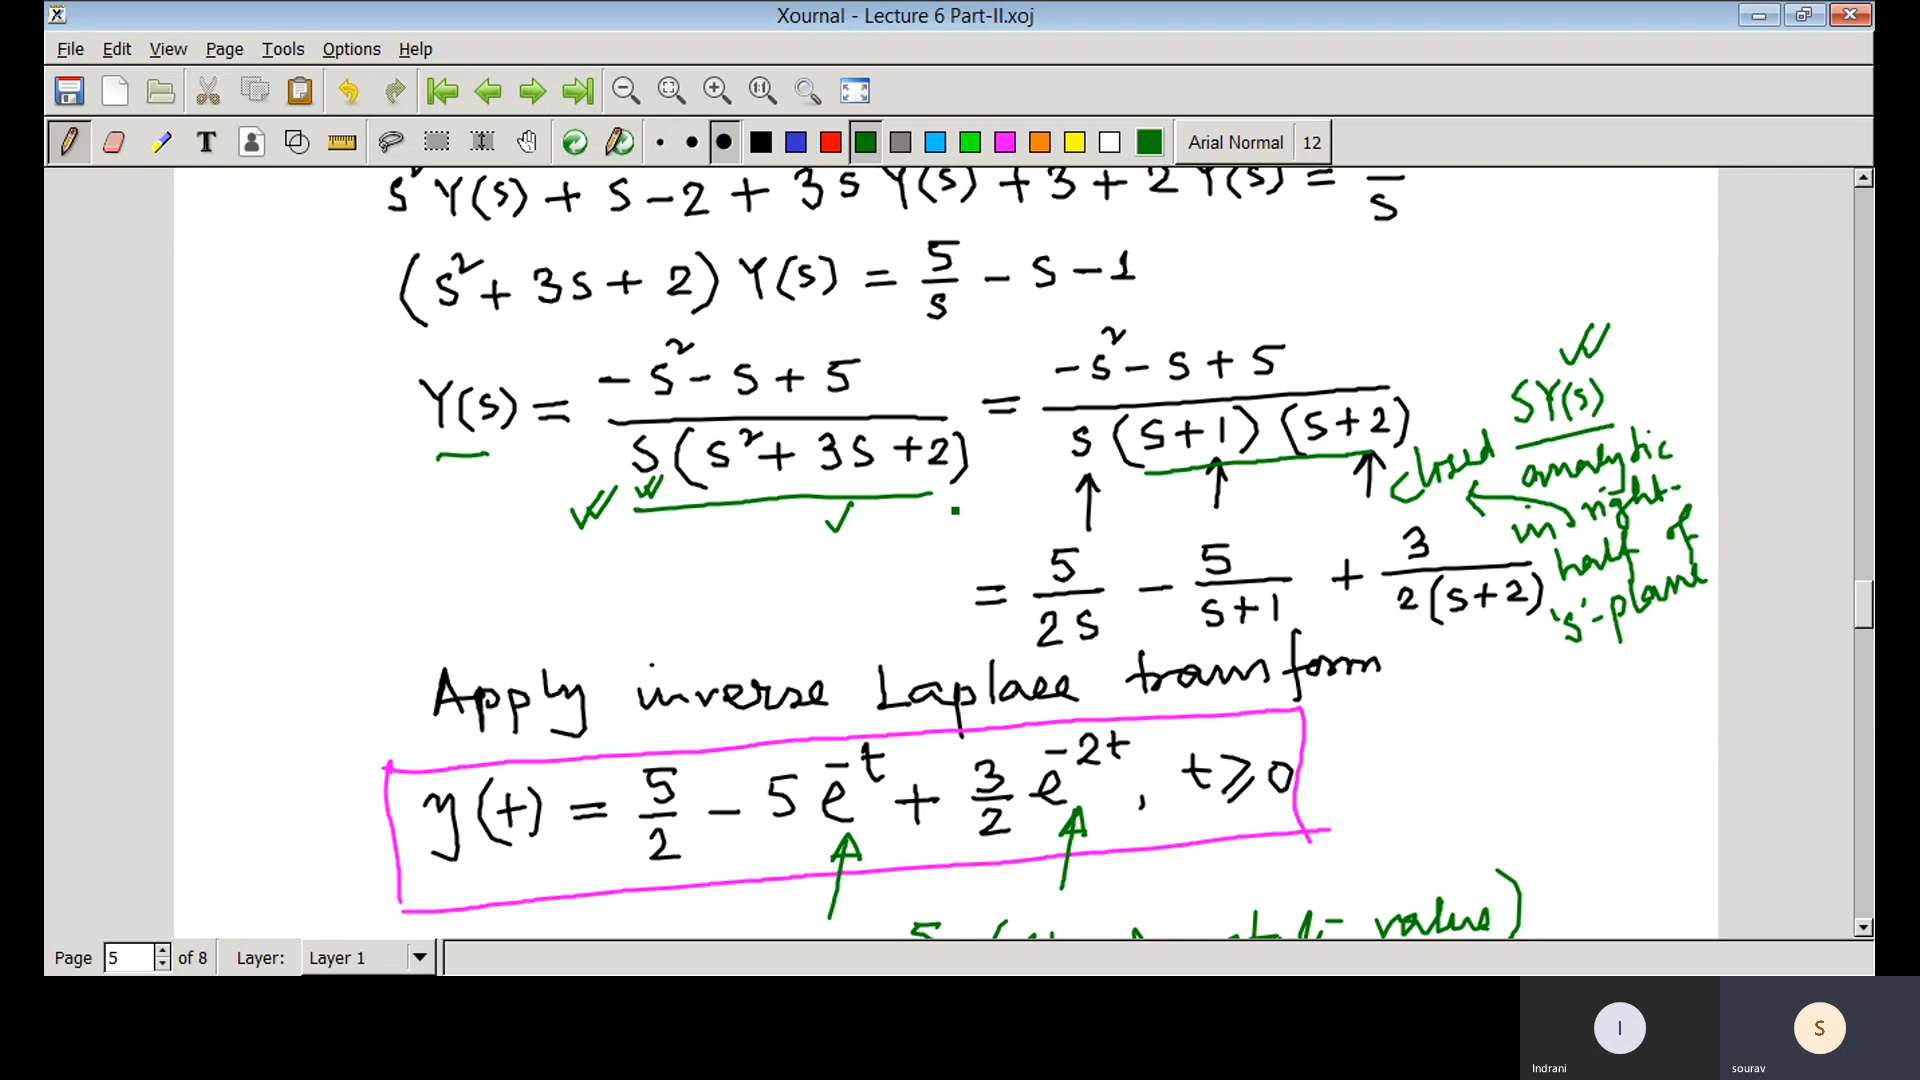 Xournal - Lecture 6 Part-II.xoj
File Edit View Page Tools Options Help
Arial Normal 12
s² Y(s) + s - 2 + 3s Y(s) + 3 + 2 Y(s) = — / s
(s² + 3s + 2) Y(s) = 5/s - s - 1
Y(s) = (-s² - s + 5) / (s(s² + 3s + 2)) = (-s² - s + 5) / (s(s+1)(s+2))
SY(s)
analytic
in right-
half of
's'-plane
closed
= 5/2s - 5/(s+1) + 3/(2(s+2))
Apply inverse Laplace transform
y(t) = 5/2 - 5e^-t + 3/2 e^-2t, t ⩾ 0
5 ( value)
Page 5 of 8 Layer: Layer 1
I
S
Indrani
sourav